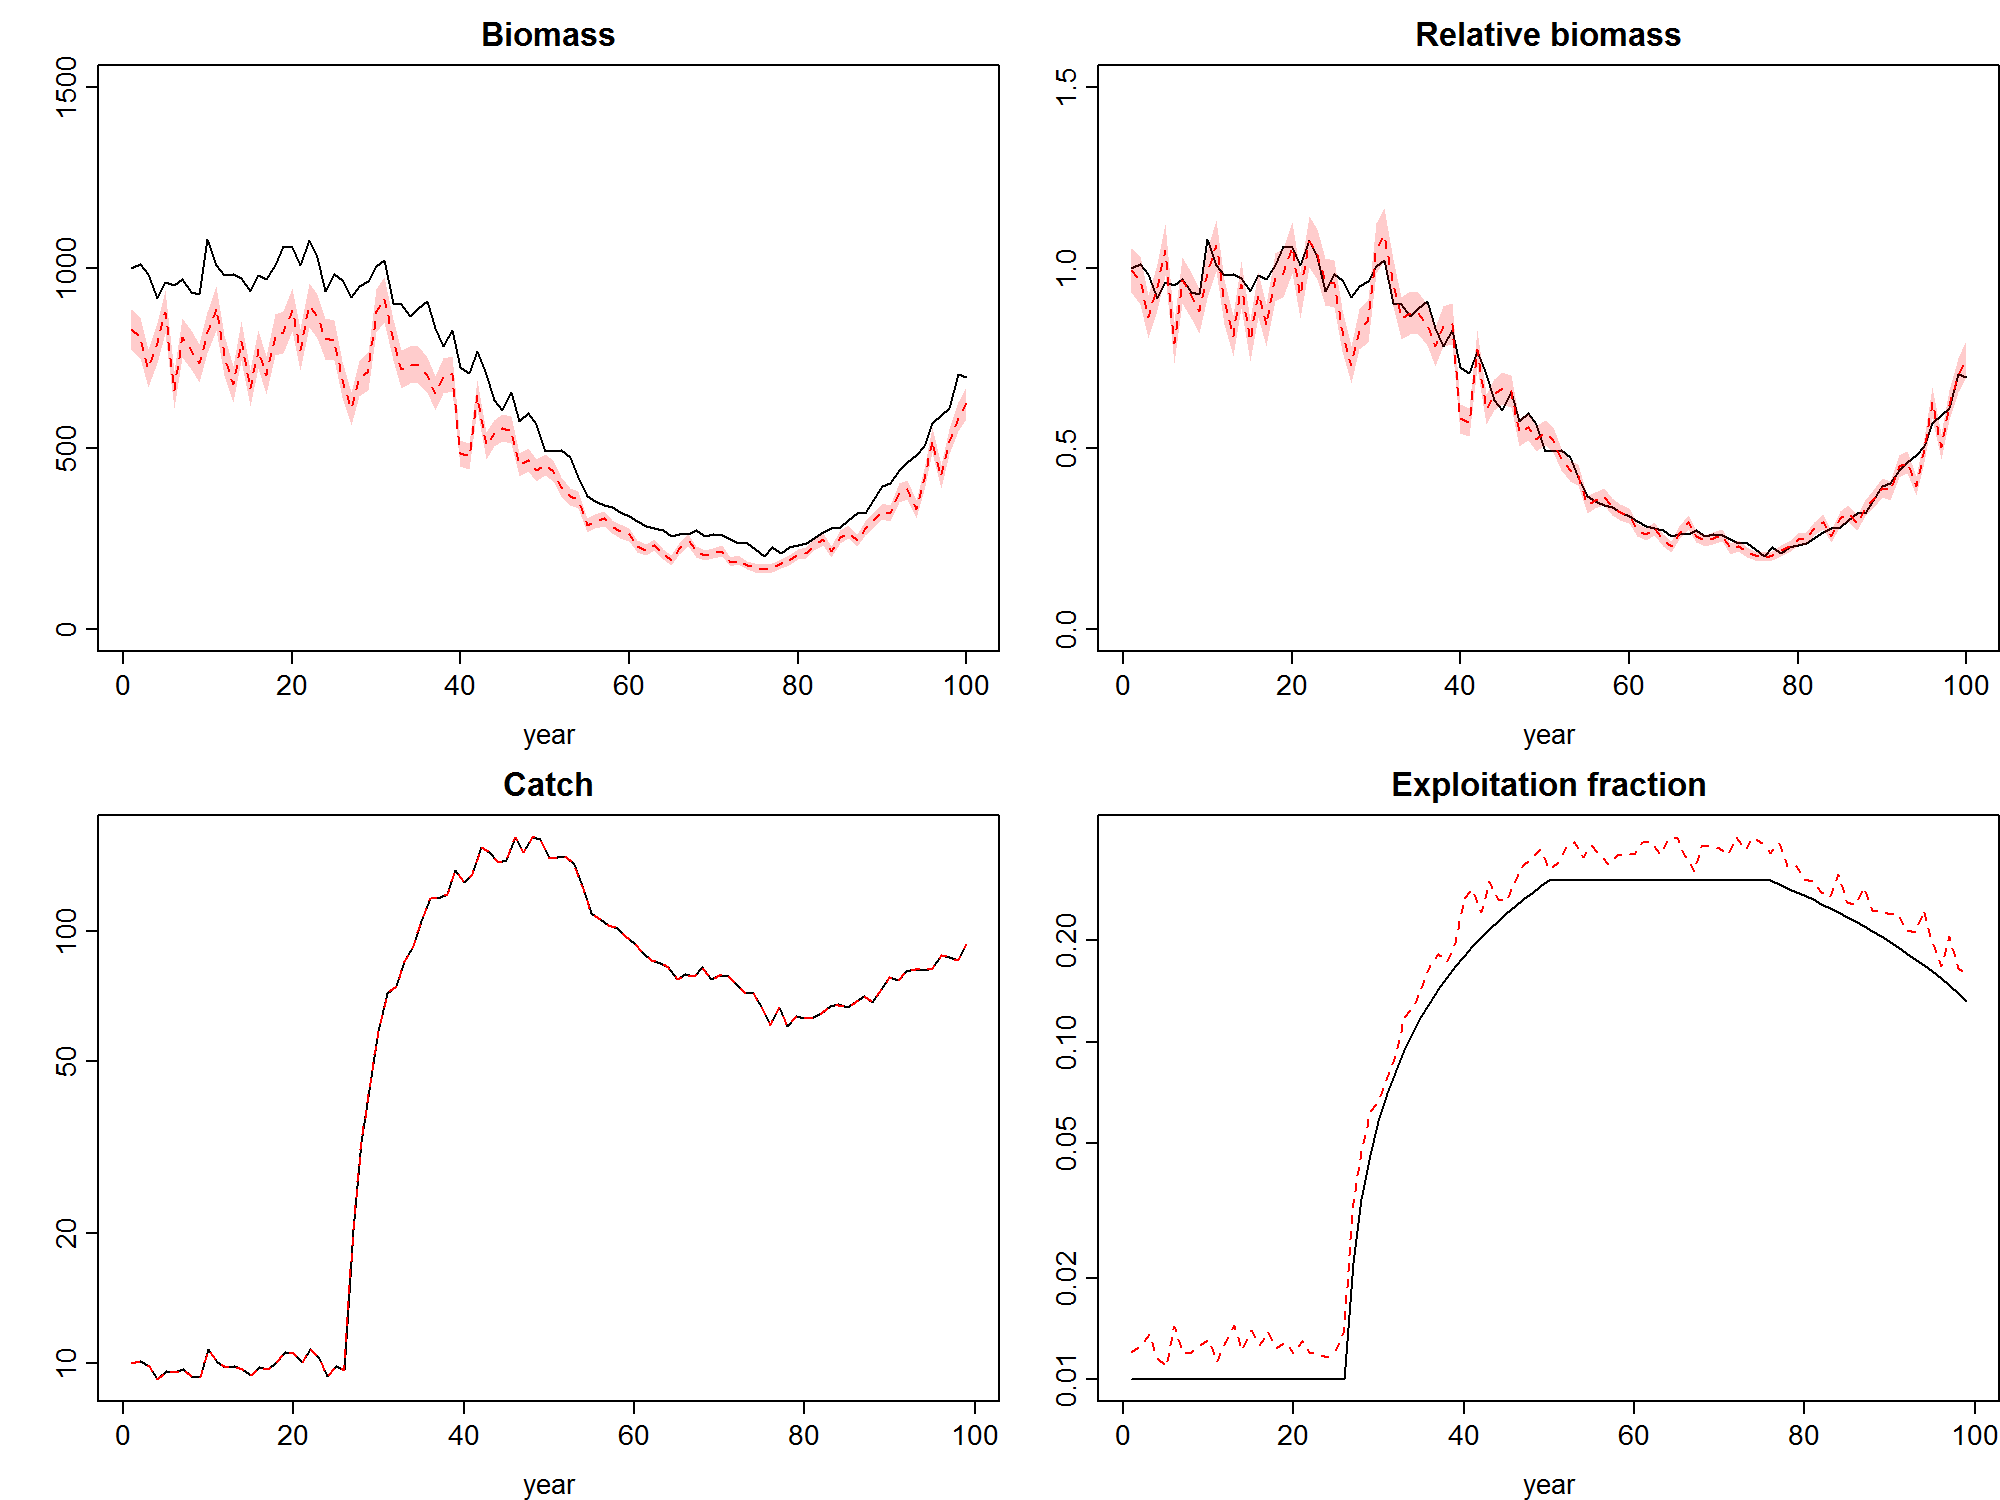 Biomass
1500
1000
500
0
0 20 40 60 80 100
year
Relative biomass
1.5
1.0
0.5
0.0
0 20 40 60 80 100
year
Catch
100
50
20
10
0 20 40 60 80 100
year
Exploitation fraction
0.20
0.10
0.05
0.02
0.01
0 20 40 60 80 100
year